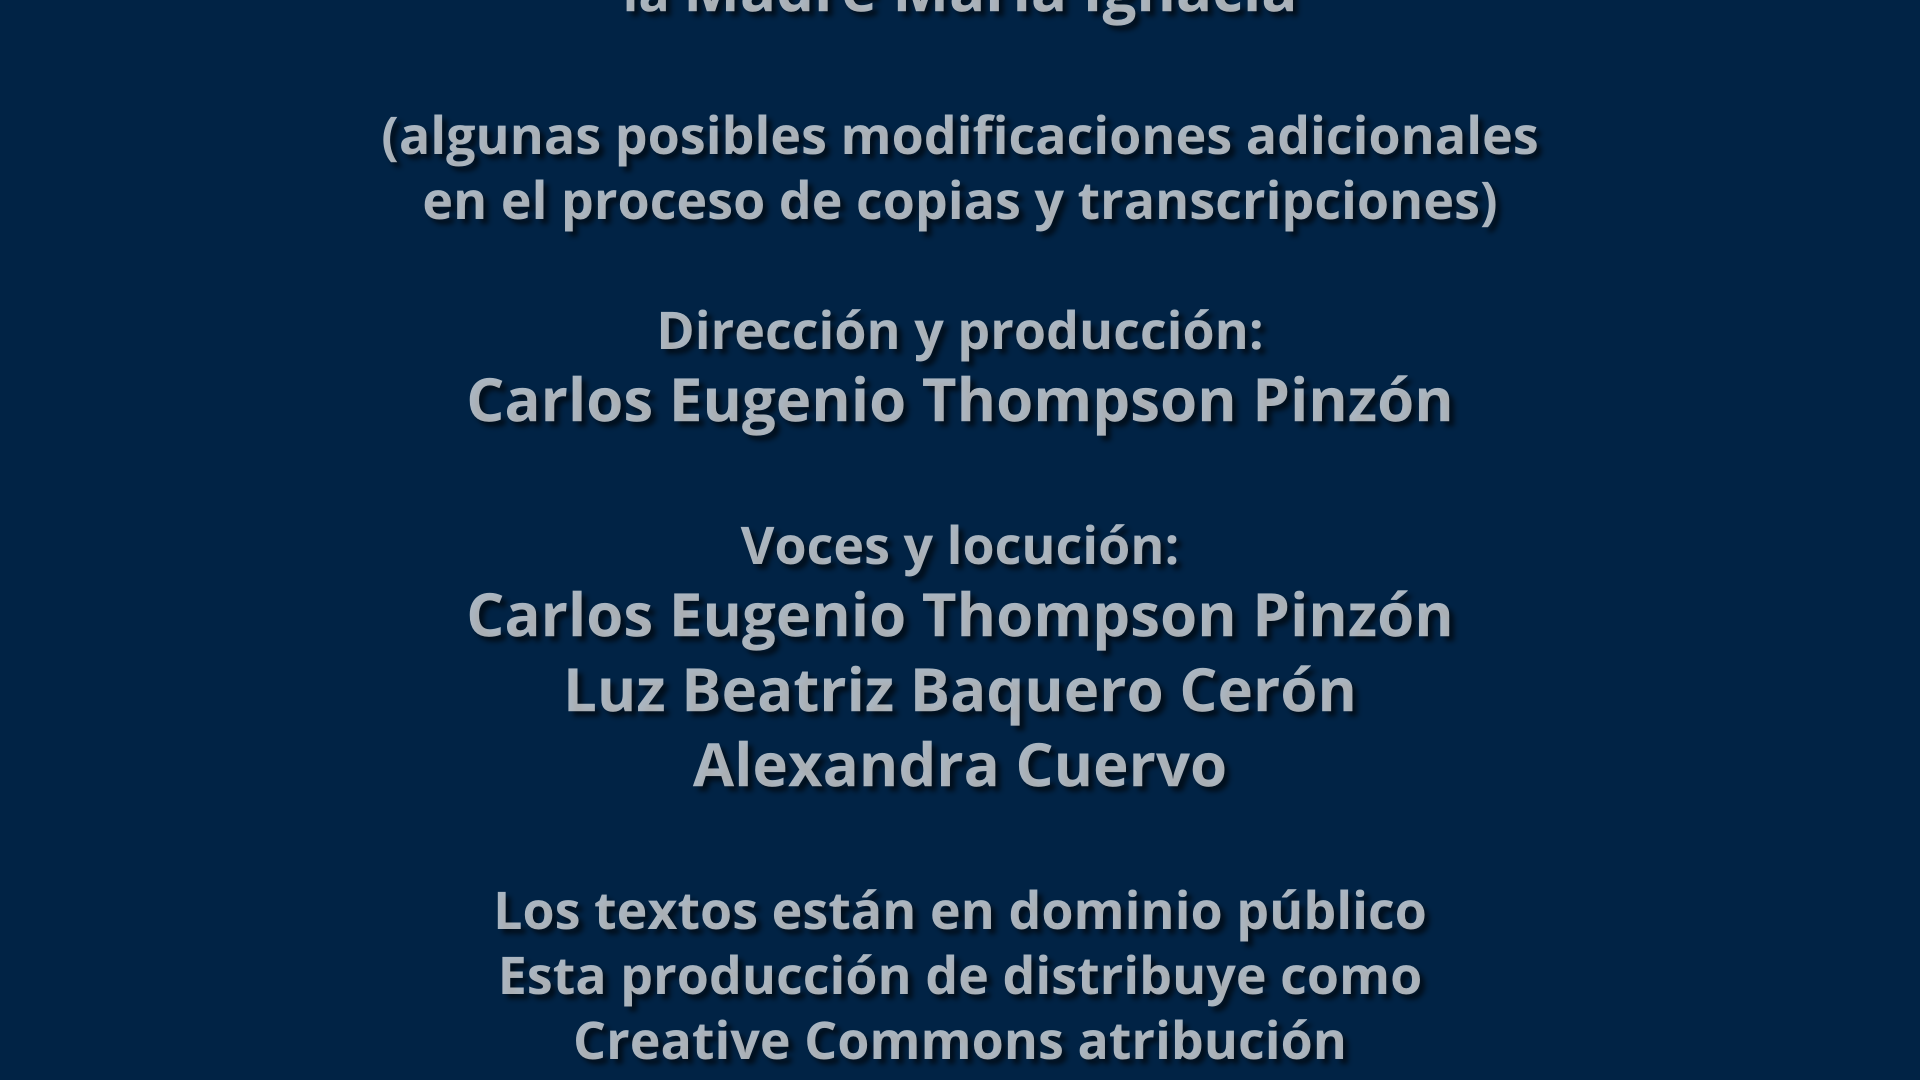 la Madre María Ignacia
(algunas posibles modificaciones adicionales
en el proceso de copias y transcripciones)
Dirección y producción:
Carlos Eugenio Thompson Pinzón
Voces y locución:
Carlos Eugenio Thompson Pinzón
Luz Beatriz Baquero Cerón
Alexandra Cuervo
Los textos están en dominio público
Esta producción de distribuye como
Creative Commons atribución